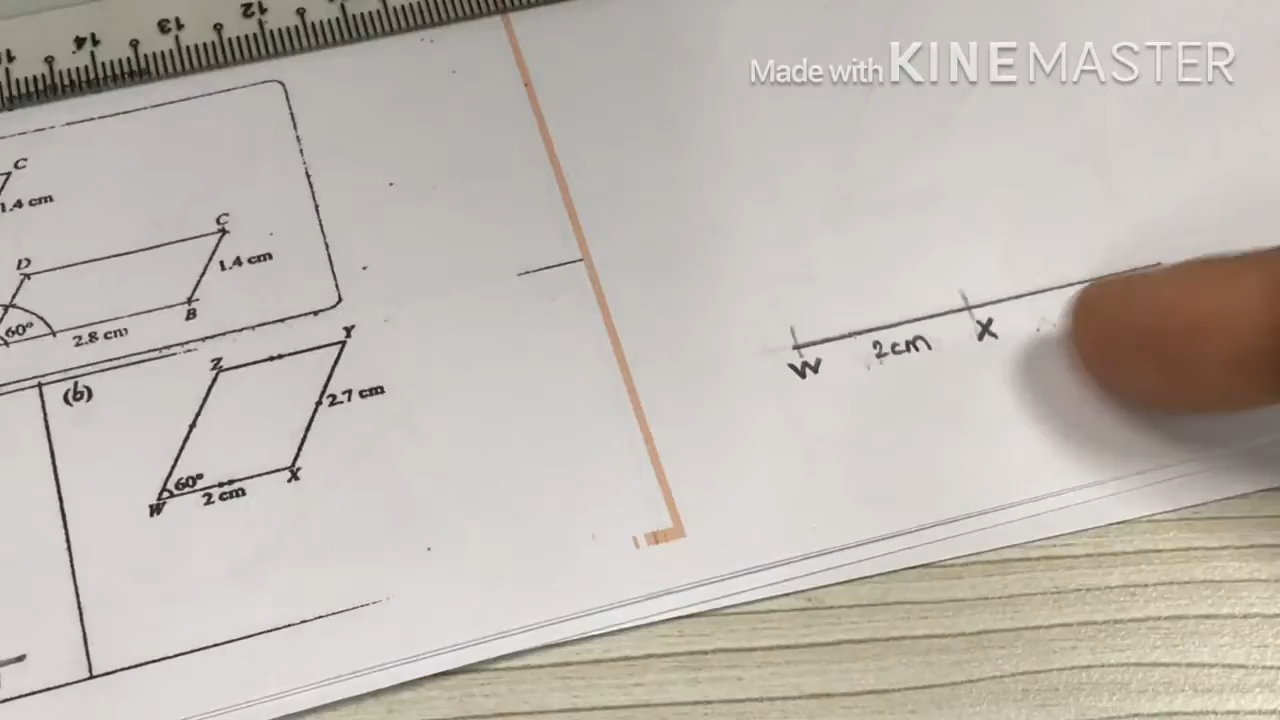 Made with KINEMASTER
14 13 12
C
1.4 cm
D
C
1.4 cm
60°
2.8 cm
B
(b)
Z
Y
2.7 cm
60°
W
2 cm
X
W 2cm X